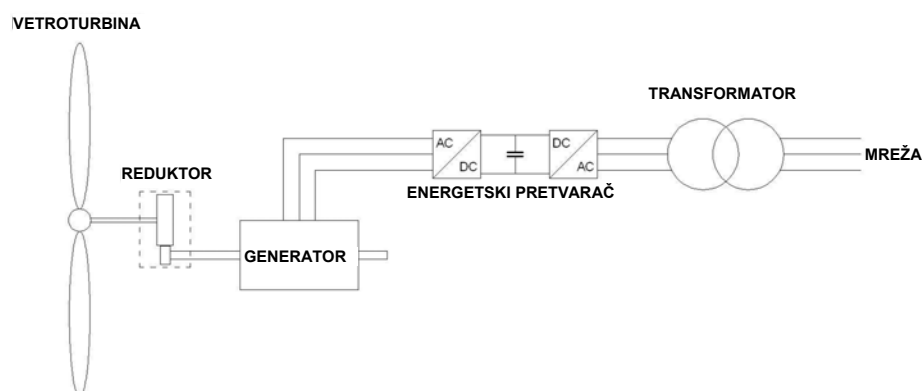 VETROTURBINA
TRANSFORMATOR
AC
DC
DC
AC
MREŽA
REDUKTOR
ENERGETSKI PRETVARAČ
GENERATOR